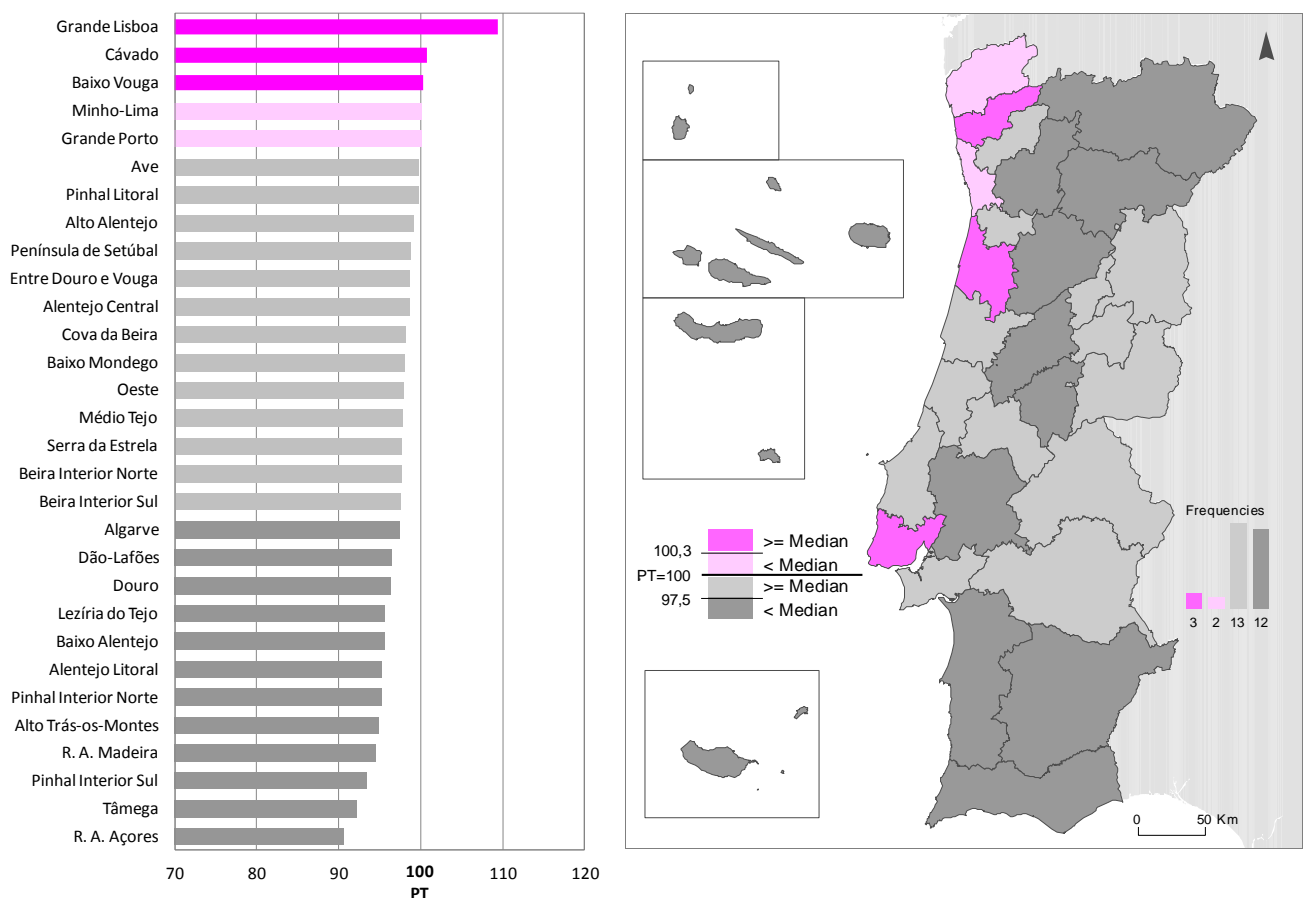 Grande Lisboa
Cávado
Baixo Vouga
Minho-Lima
Grande Porto
Ave
Pinhal Litoral
Alto Alentejo
Península de Setúbal
Entre Douro e Vouga
Alentejo Central
Cova da Beira
Baixo Mondego
Oeste
Médio Tejo
Serra da Estrela
Beira Interior Norte
Beira Interior Sul
Algarve
Dão-Lafões
Douro
Lezíria do Tejo
Baixo Alentejo
Alentejo Litoral
Pinhal Interior Norte
Alto Trás-os-Montes
R. A. Madeira
Pinhal Interior Sul
Tâmega
R. A. Açores
70 80 90 100 110 120
PT
>= Median
100,3
< Median
PT=100
>= Median
97,5
< Median
Frequencies
3 2 13 12
0 50 Km